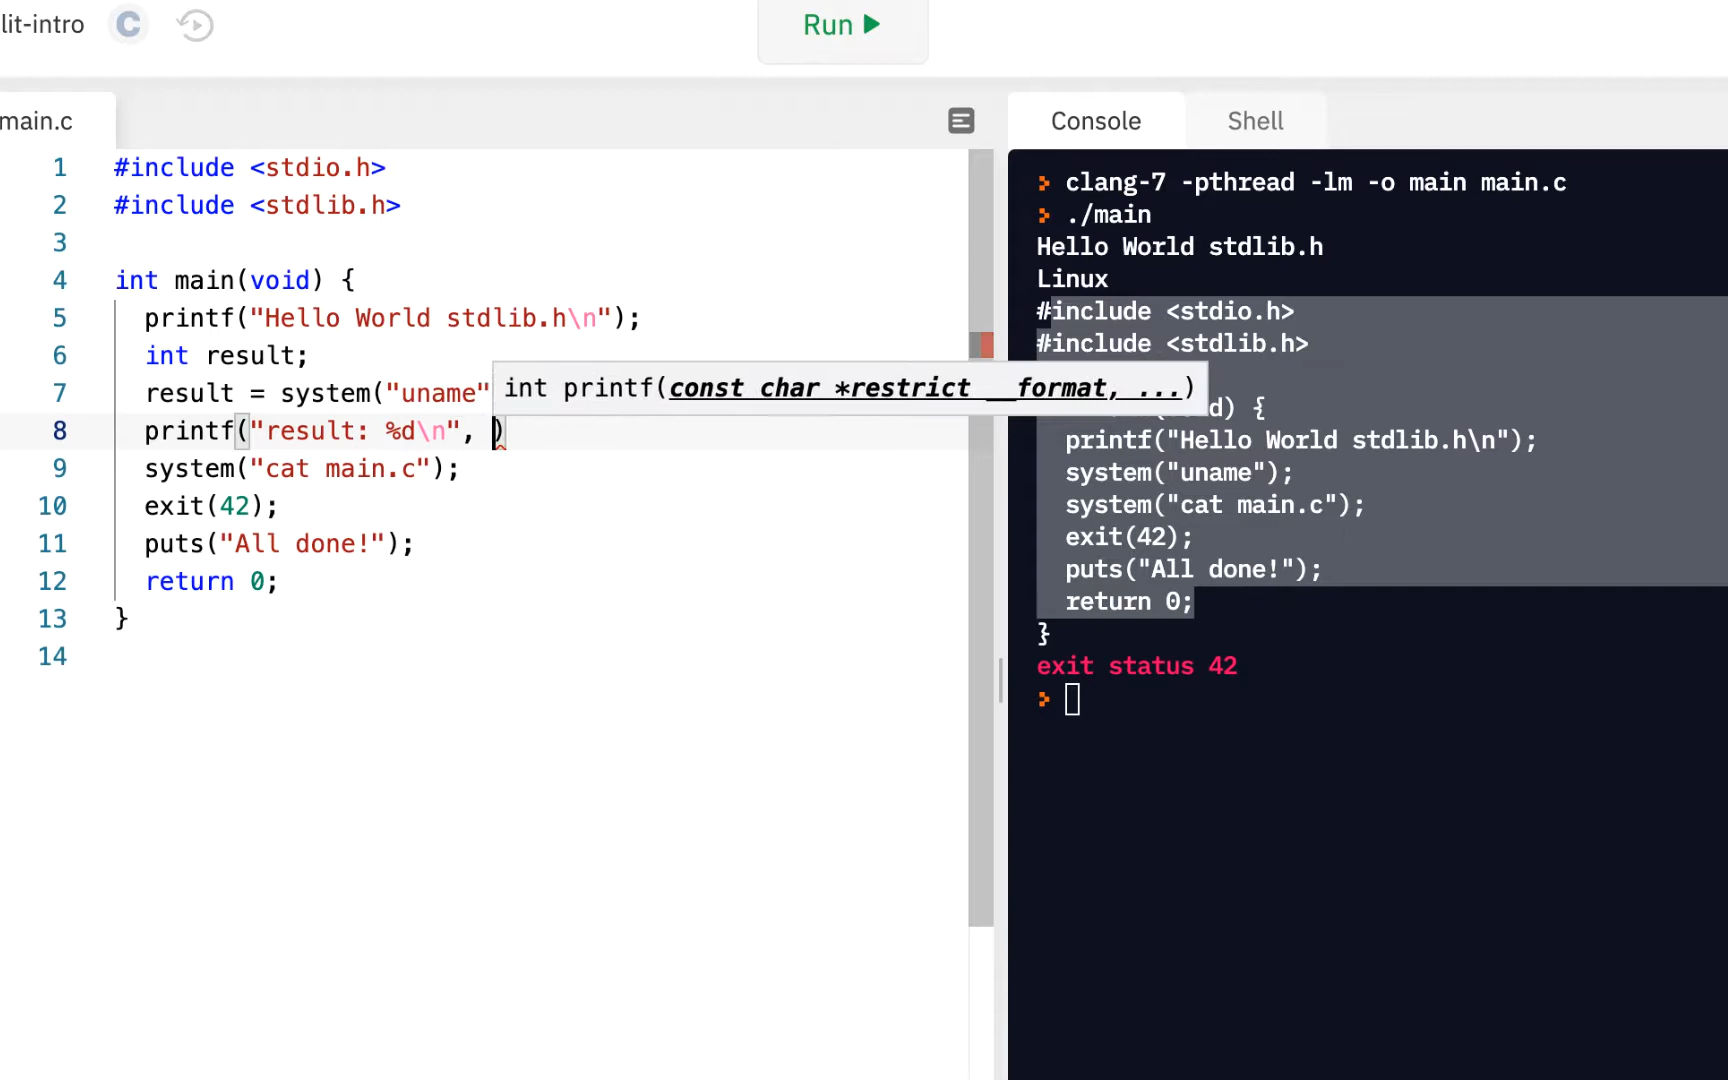 lit-intro C
Run
main.c
Console Shell
1 #include <stdio.h>
2 #include <stdlib.h>
3
4 int main(void) {
5 printf("Hello World stdlib.h\n");
6 int result;
7 result = system("uname"
int printf(const char *restrict __format, ...)
8 printf("result: %d\n", )
9 system("cat main.c");
10 exit(42);
11 puts("All done!");
12 return 0;
13 }
14
clang-7 -pthread -lm -o main main.c
./main
Hello World stdlib.h
Linux
#include <stdio.h>
#include <stdlib.h>
d) {
printf("Hello World stdlib.h\n");
system("uname");
system("cat main.c");
exit(42);
puts("All done!");
return 0;
}
exit status 42